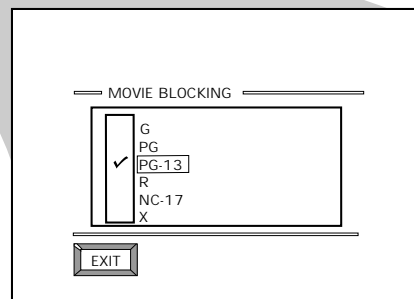 MOVIE BLOCKING
G
PG
✓ PG-13
R
NC-17
X
EXIT